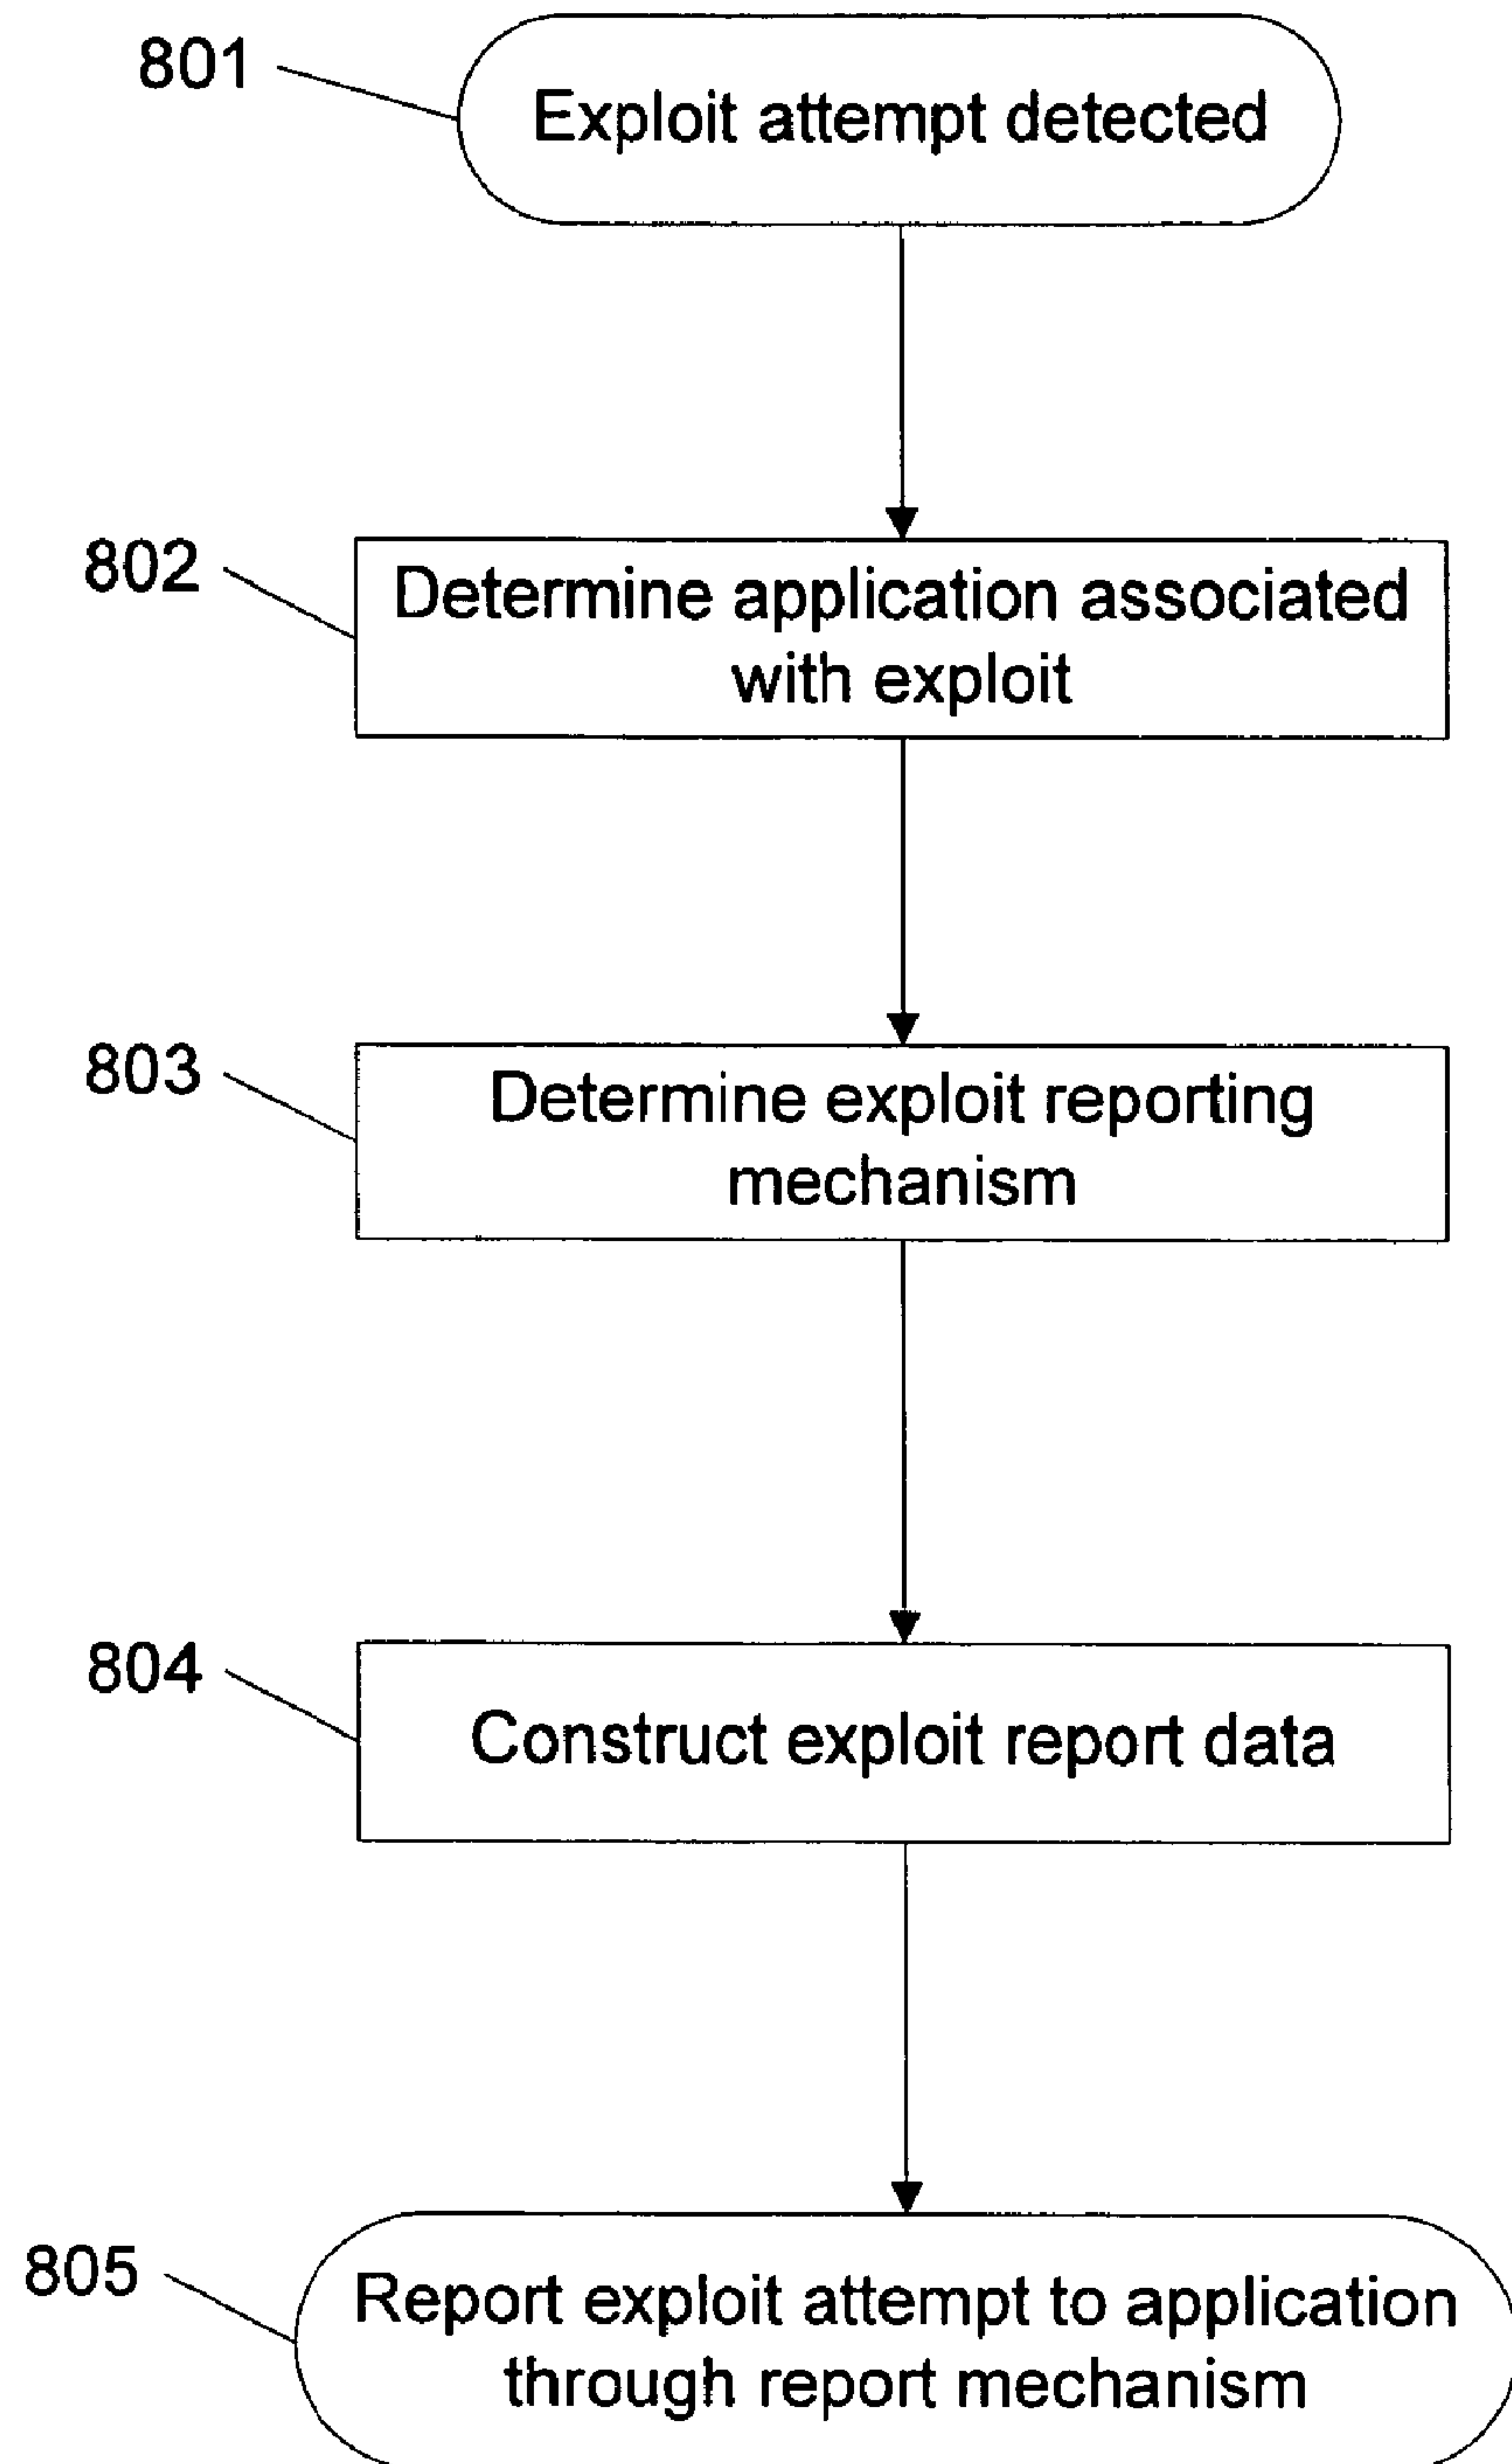 801
Exploit attempt detected
802
Determine application associated
with exploit
803
Determine exploit reporting
mechanism
804
Construct exploit report data
805
Report exploit attempt to application
through report mechanism